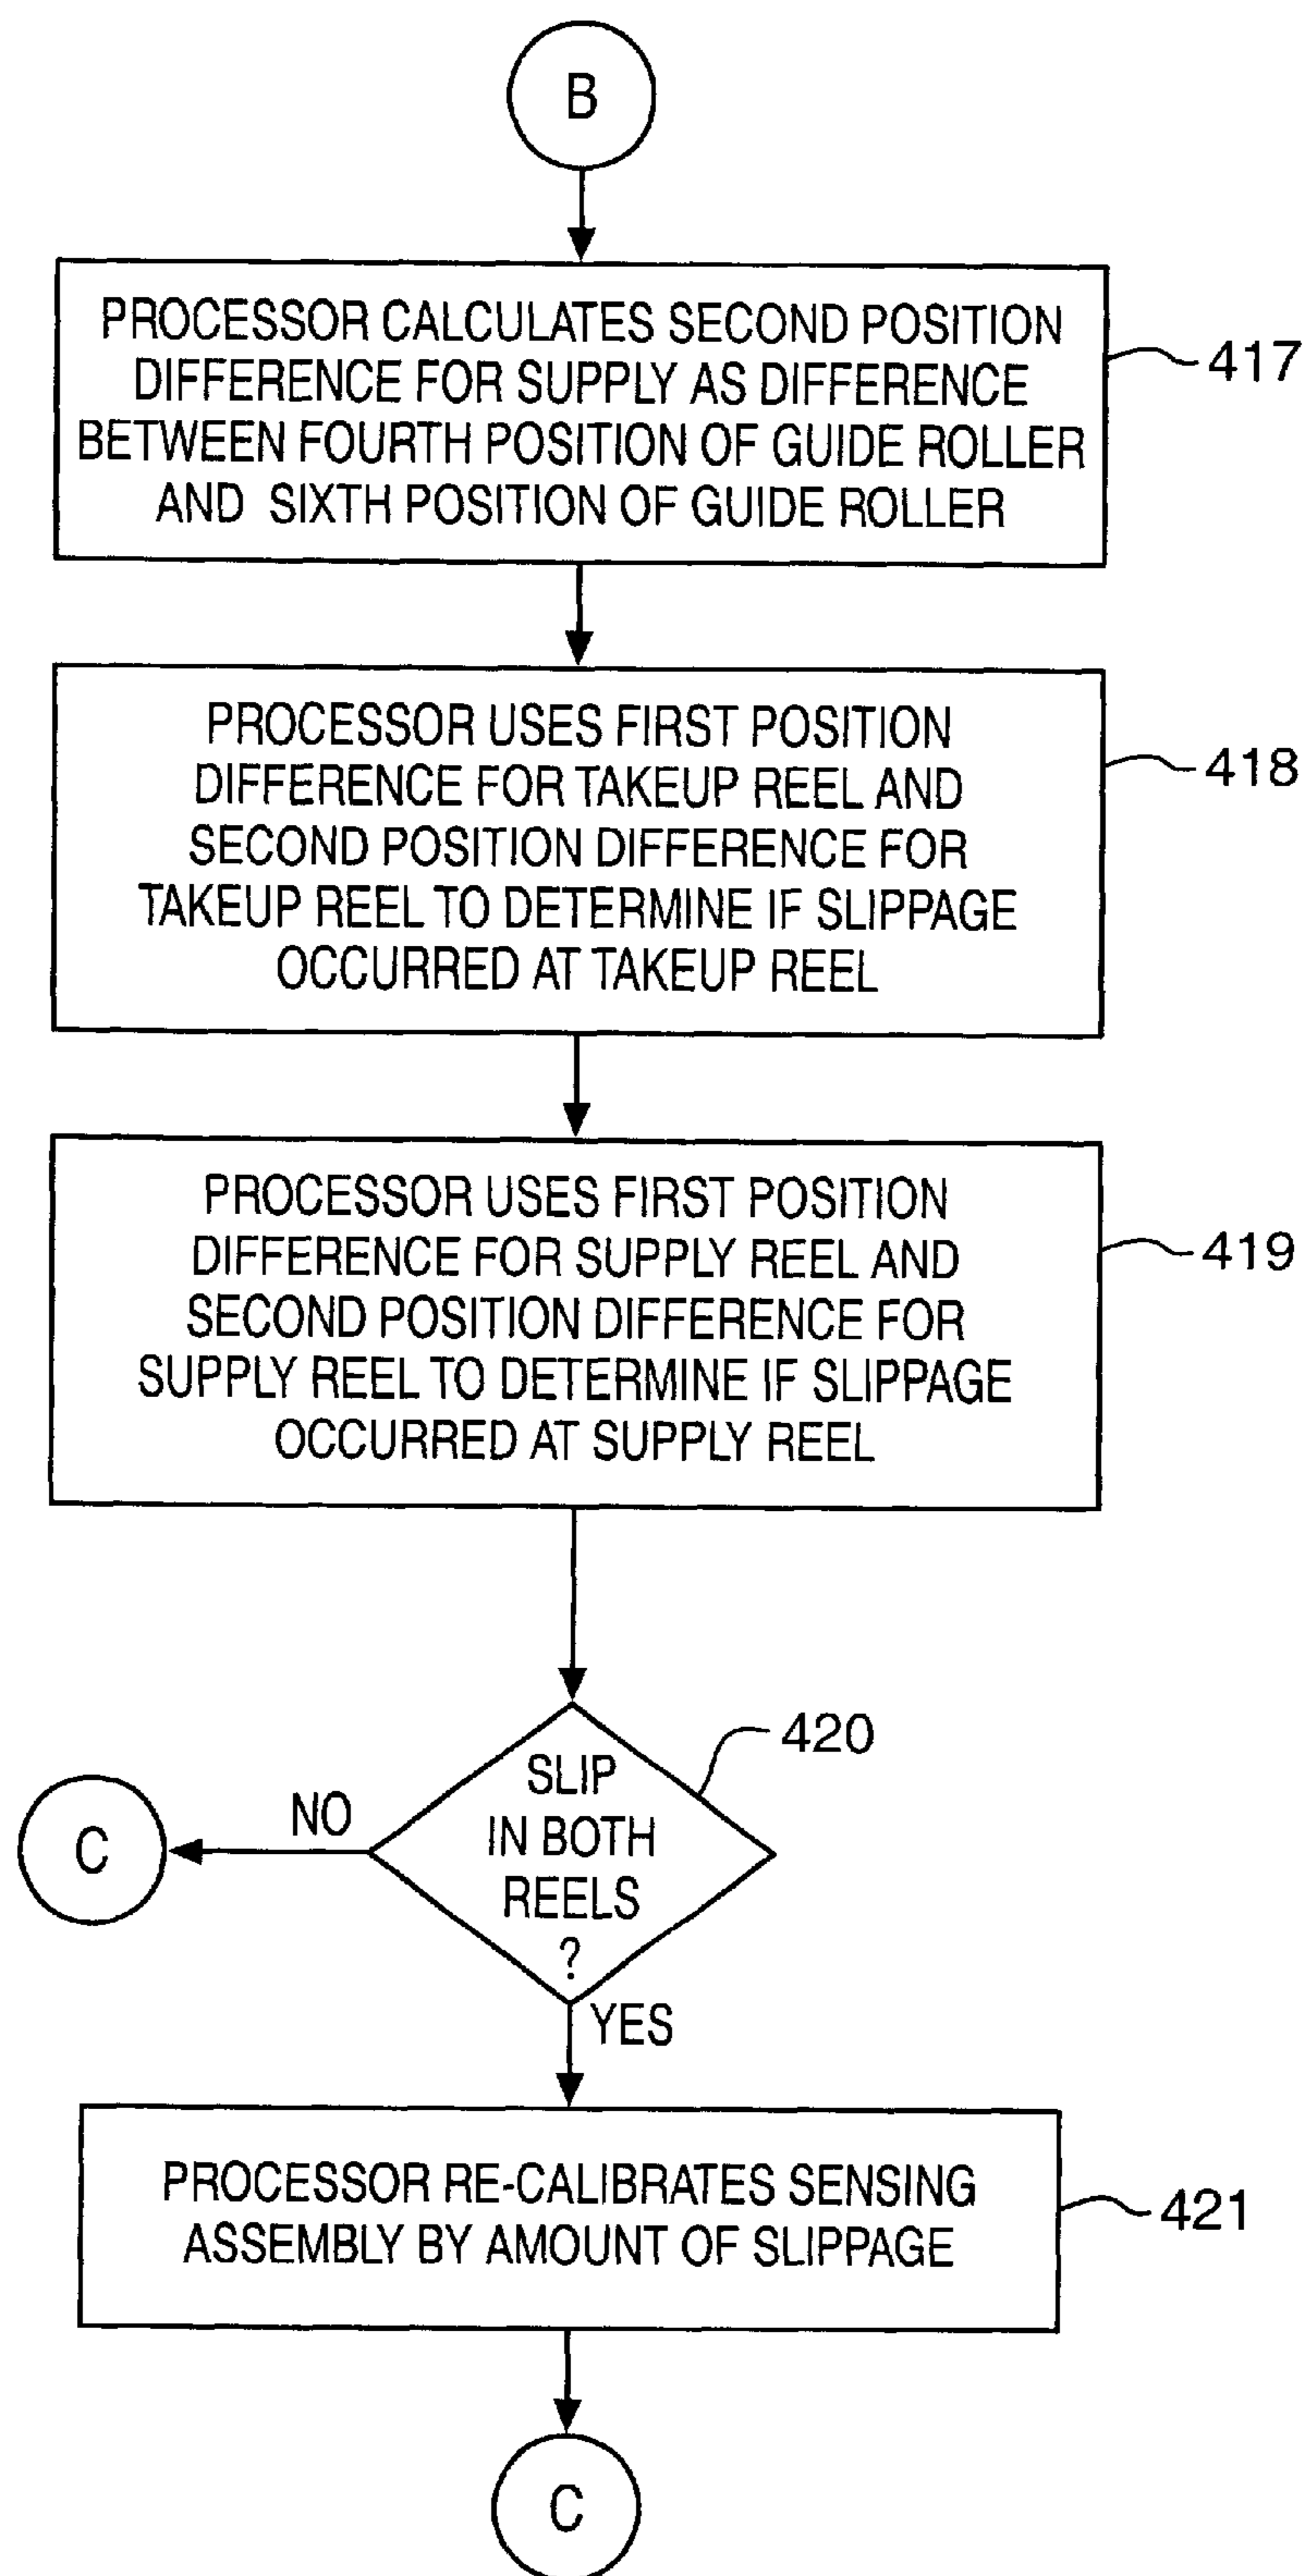 B
PROCESSOR CALCULATES SECOND POSITION
DIFFERENCE FOR SUPPLY AS DIFFERENCE
BETWEEN FOURTH POSITION OF GUIDE ROLLER
AND SIXTH POSITION OF GUIDE ROLLER
417
PROCESSOR USES FIRST POSITION
DIFFERENCE FOR TAKEUP REEL AND
SECOND POSITION DIFFERENCE FOR
TAKEUP REEL TO DETERMINE IF SLIPPAGE
OCCURRED AT TAKEUP REEL
418
PROCESSOR USES FIRST POSITION
DIFFERENCE FOR SUPPLY REEL AND
SECOND POSITION DIFFERENCE FOR
SUPPLY REEL TO DETERMINE IF SLIPPAGE
OCCURRED AT SUPPLY REEL
419
SLIP
IN BOTH
REELS
?
420
NO
C
YES
PROCESSOR RE-CALIBRATES SENSING
ASSEMBLY BY AMOUNT OF SLIPPAGE
421
C